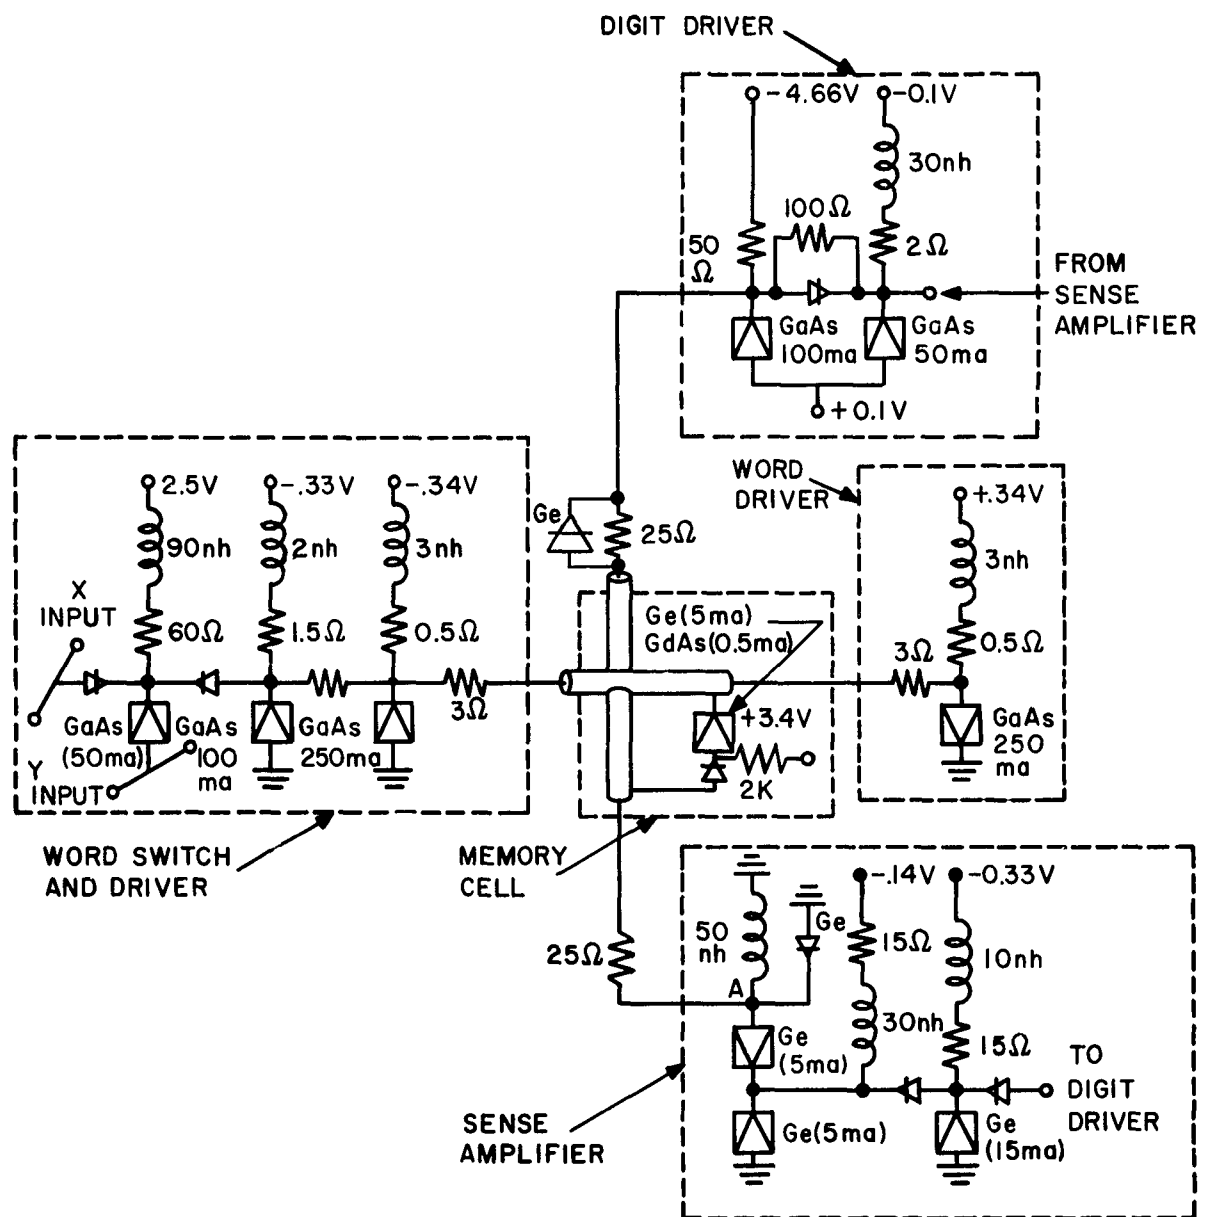 DIGIT DRIVER
-4.66V
-0.1V
30nh
100Ω
50
Ω
2Ω
FROM
SENSE
AMPLIFIER
GaAs
100ma
GaAs
50ma
+0.1V
WORD
DRIVER
+.34V
3nh
0.5Ω
3Ω
GaAs
250
ma
2.5V
-.33V
-.34V
90nh
2nh
3nh
X
INPUT
60Ω
1.5Ω
0.5Ω
3Ω
GaAs
(50ma)
GaAs
100
ma
GaAs
250ma
Y
INPUT
WORD SWITCH
AND DRIVER
Ge
25Ω
Ge(5ma)
GdAs(0.5ma)
+3.4V
2K
MEMORY
CELL
25Ω
50
nh
Ge
-.14V
-0.33V
15Ω
10nh
A
30nh
15Ω
Ge
(5ma)
TO
DIGIT
DRIVER
Ge(5ma)
Ge
(15ma)
SENSE
AMPLIFIER